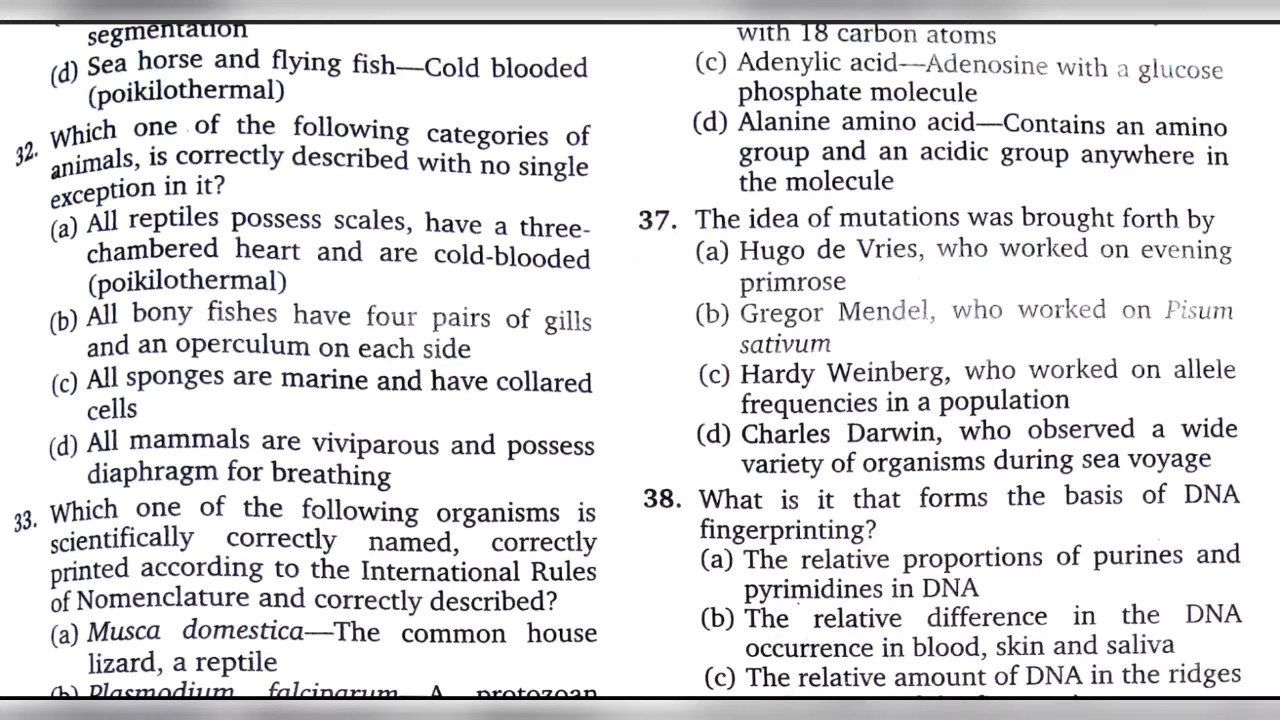 segmentation
(d) Sea horse and flying fish—Cold blooded
(poikilothermal)
32. Which one of the following categories of
animals, is correctly described with no single
exception in it?
(a) All reptiles possess scales, have a three-
chambered heart and are cold-blooded
(poikilothermal)
(b) All bony fishes have four pairs of gills
and an operculum on each side
(c) All sponges are marine and have collared
cells
(d) All mammals are viviparous and possess
diaphragm for breathing
33. Which one of the following organisms is
scientifically correctly named, correctly
printed according to the International Rules
of Nomenclature and correctly described?
(a) Musca domestica—The common house
lizard, a reptile
(b) Plasmodium falciparum—A protozoan
with 18 carbon atoms
(c) Adenylic acid—Adenosine with a glucose
phosphate molecule
(d) Alanine amino acid—Contains an amino
group and an acidic group anywhere in
the molecule
37. The idea of mutations was brought forth by
(a) Hugo de Vries, who worked on evening
primrose
(b) Gregor Mendel, who worked on Pisum
sativum
(c) Hardy Weinberg, who worked on allele
frequencies in a population
(d) Charles Darwin, who observed a wide
variety of organisms during sea voyage
38. What is it that forms the basis of DNA
fingerprinting?
(a) The relative proportions of purines and
pyrimidines in DNA
(b) The relative difference in the DNA
occurrence in blood, skin and saliva
(c) The relative amount of DNA in the ridges